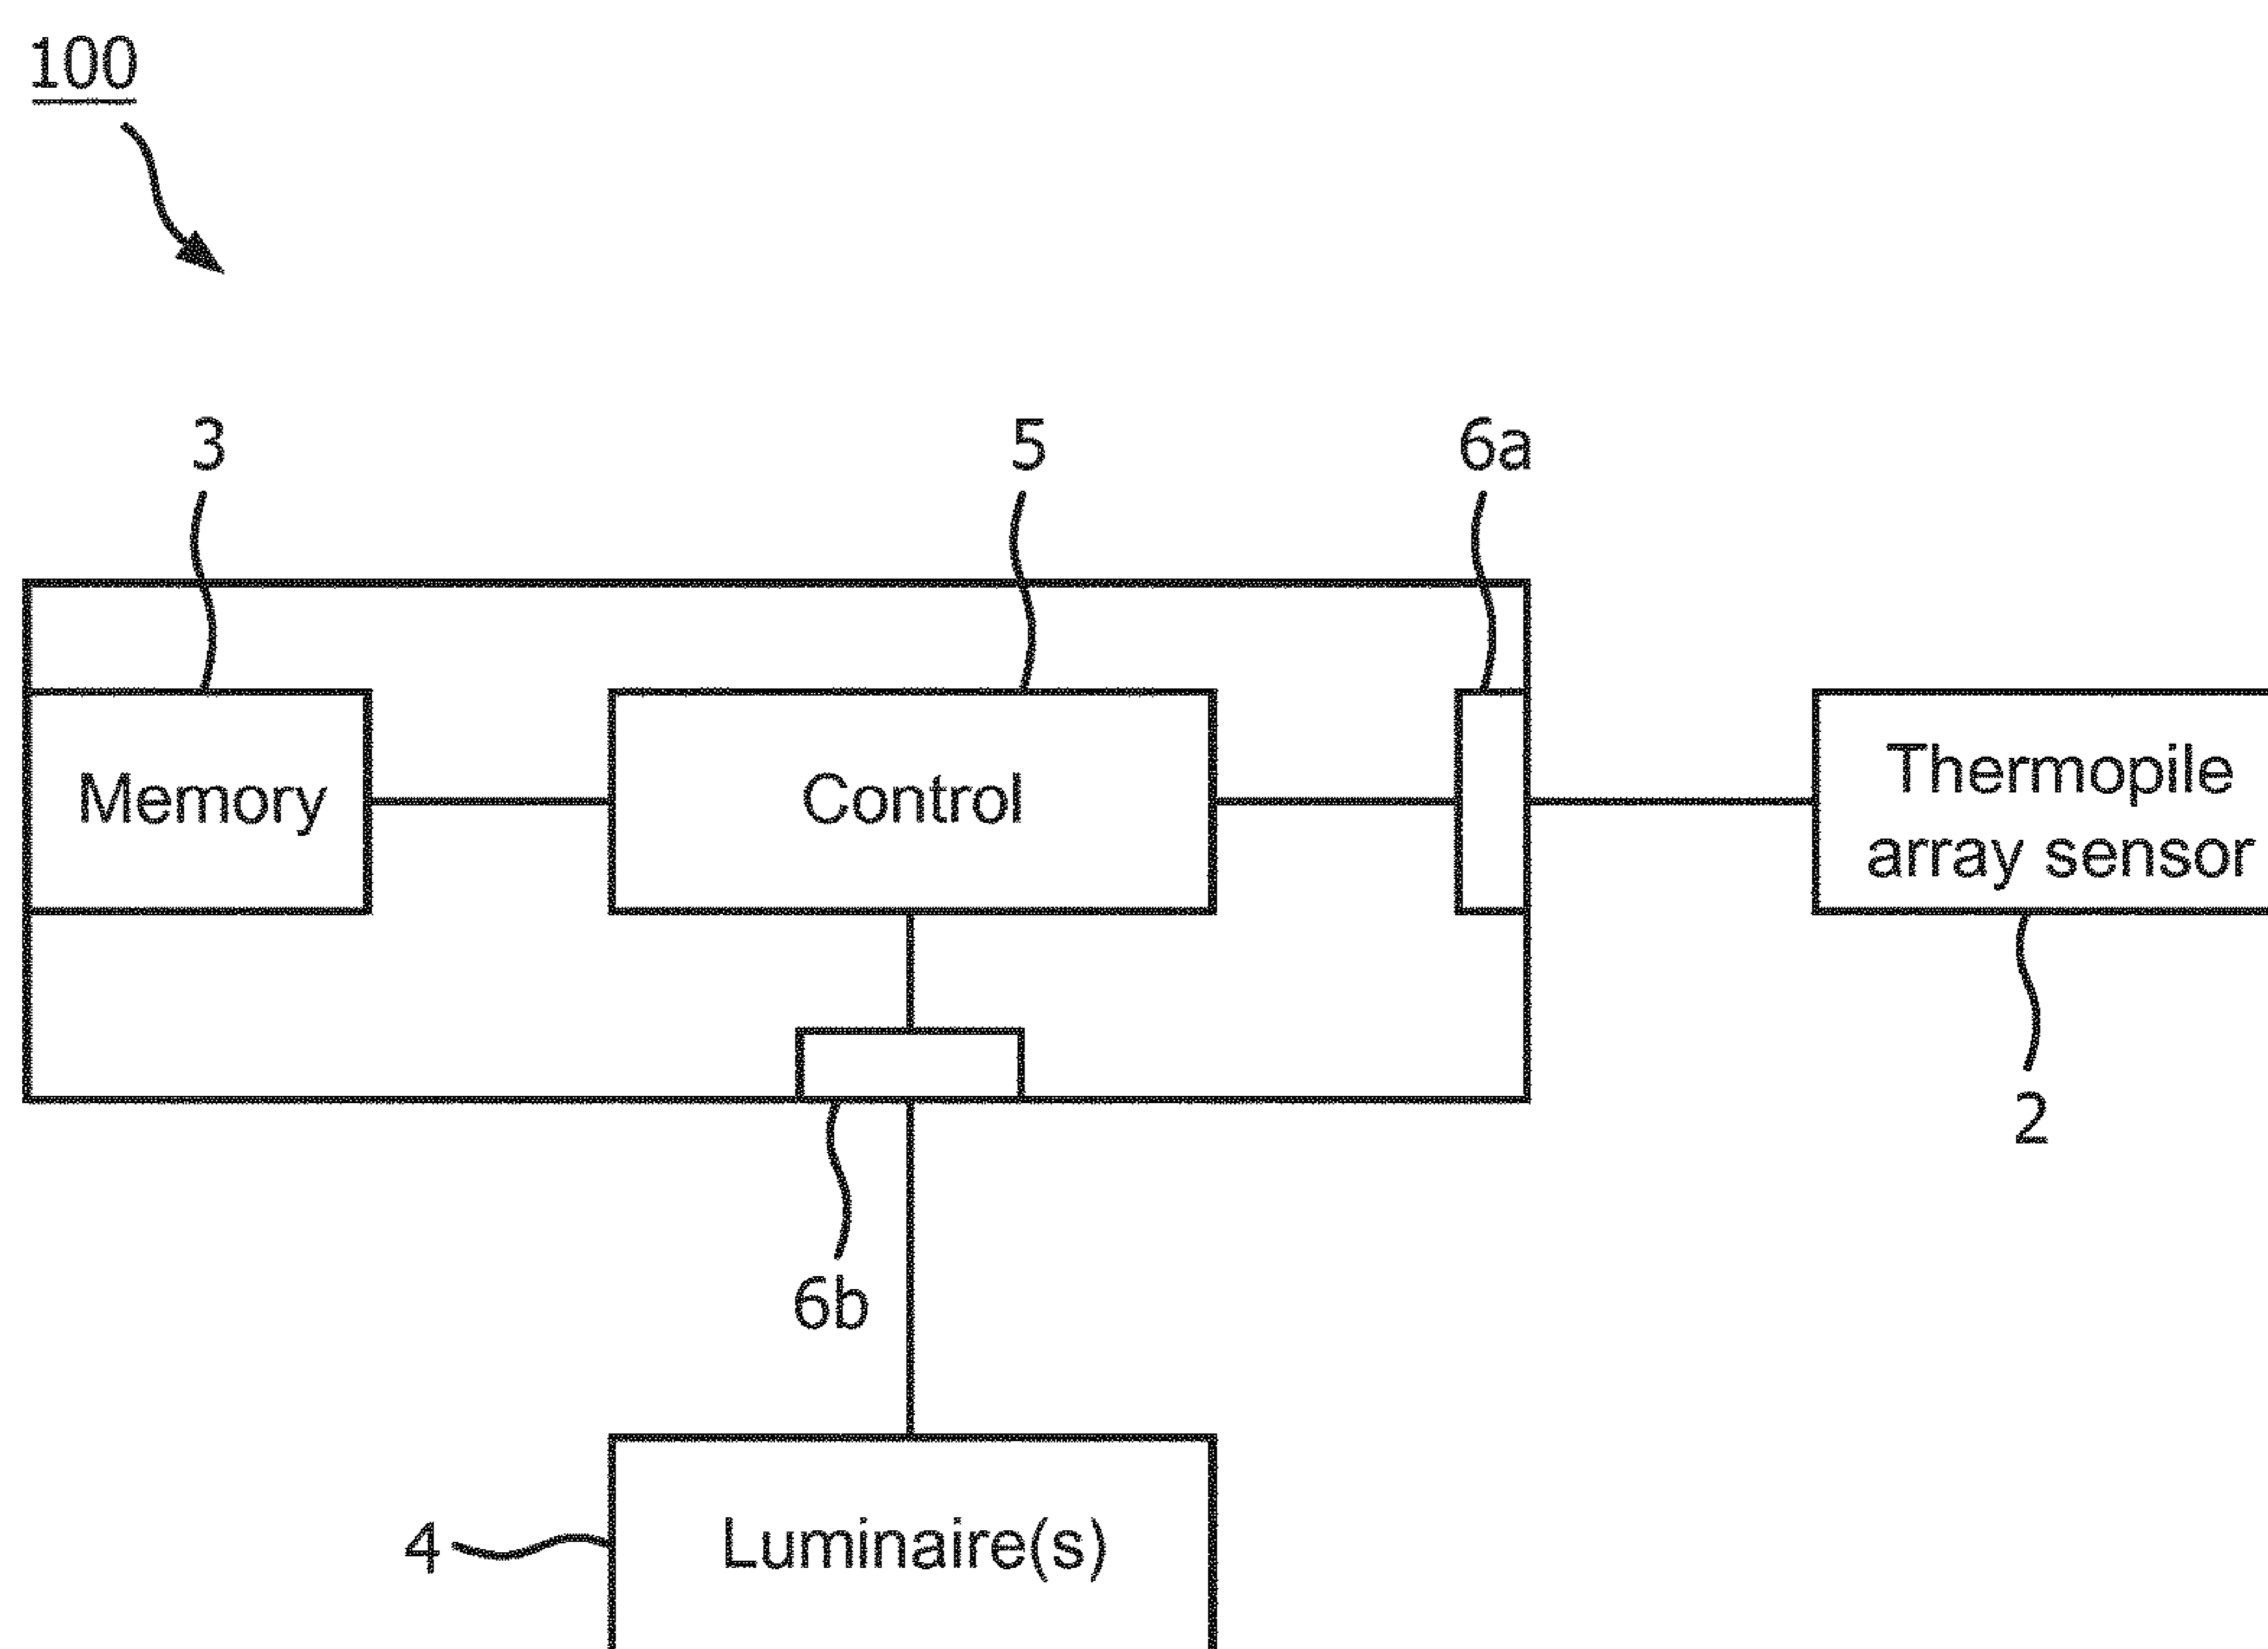 100
3
5
6a
Memory
Control
Thermopile
array sensor
2
6b
4
Luminaire(s)